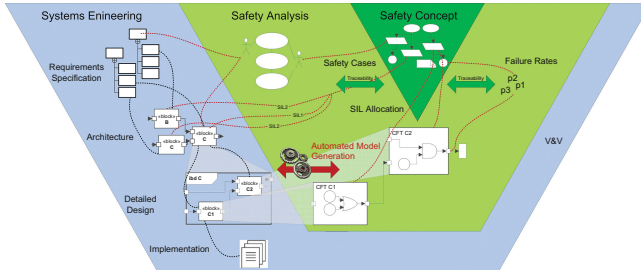 Systems Enineering
Safety Analysis
Safety Concept
Requirements
Specification
Safety Cases
Traceability
Traceability
Failure Rates
p2
p1
p3
SIL Allocation
SIL2
SIL1
SIL2
«block»
B
«block»
C
«block»
C
Architecture
Automated Model
Generation
CFT C2
V&V
ibd C
«block»
C2
«block»
C1
Detailed
Design
CFT C1
Implementation